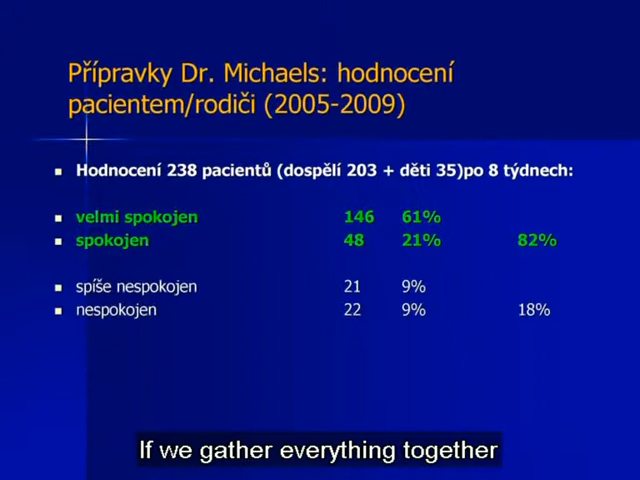 Přípravky Dr. Michaels: hodnocení
pacientem/rodiči (2005-2009)
Hodnocení 238 pacientů (dospělí 203 + děti 35)po 8 týdnech:
velmi spokojen 146 61%
spokojen 48 21% 82%
spíše nespokojen 21 9%
nespokojen 22 9% 18%
If we gather everything together